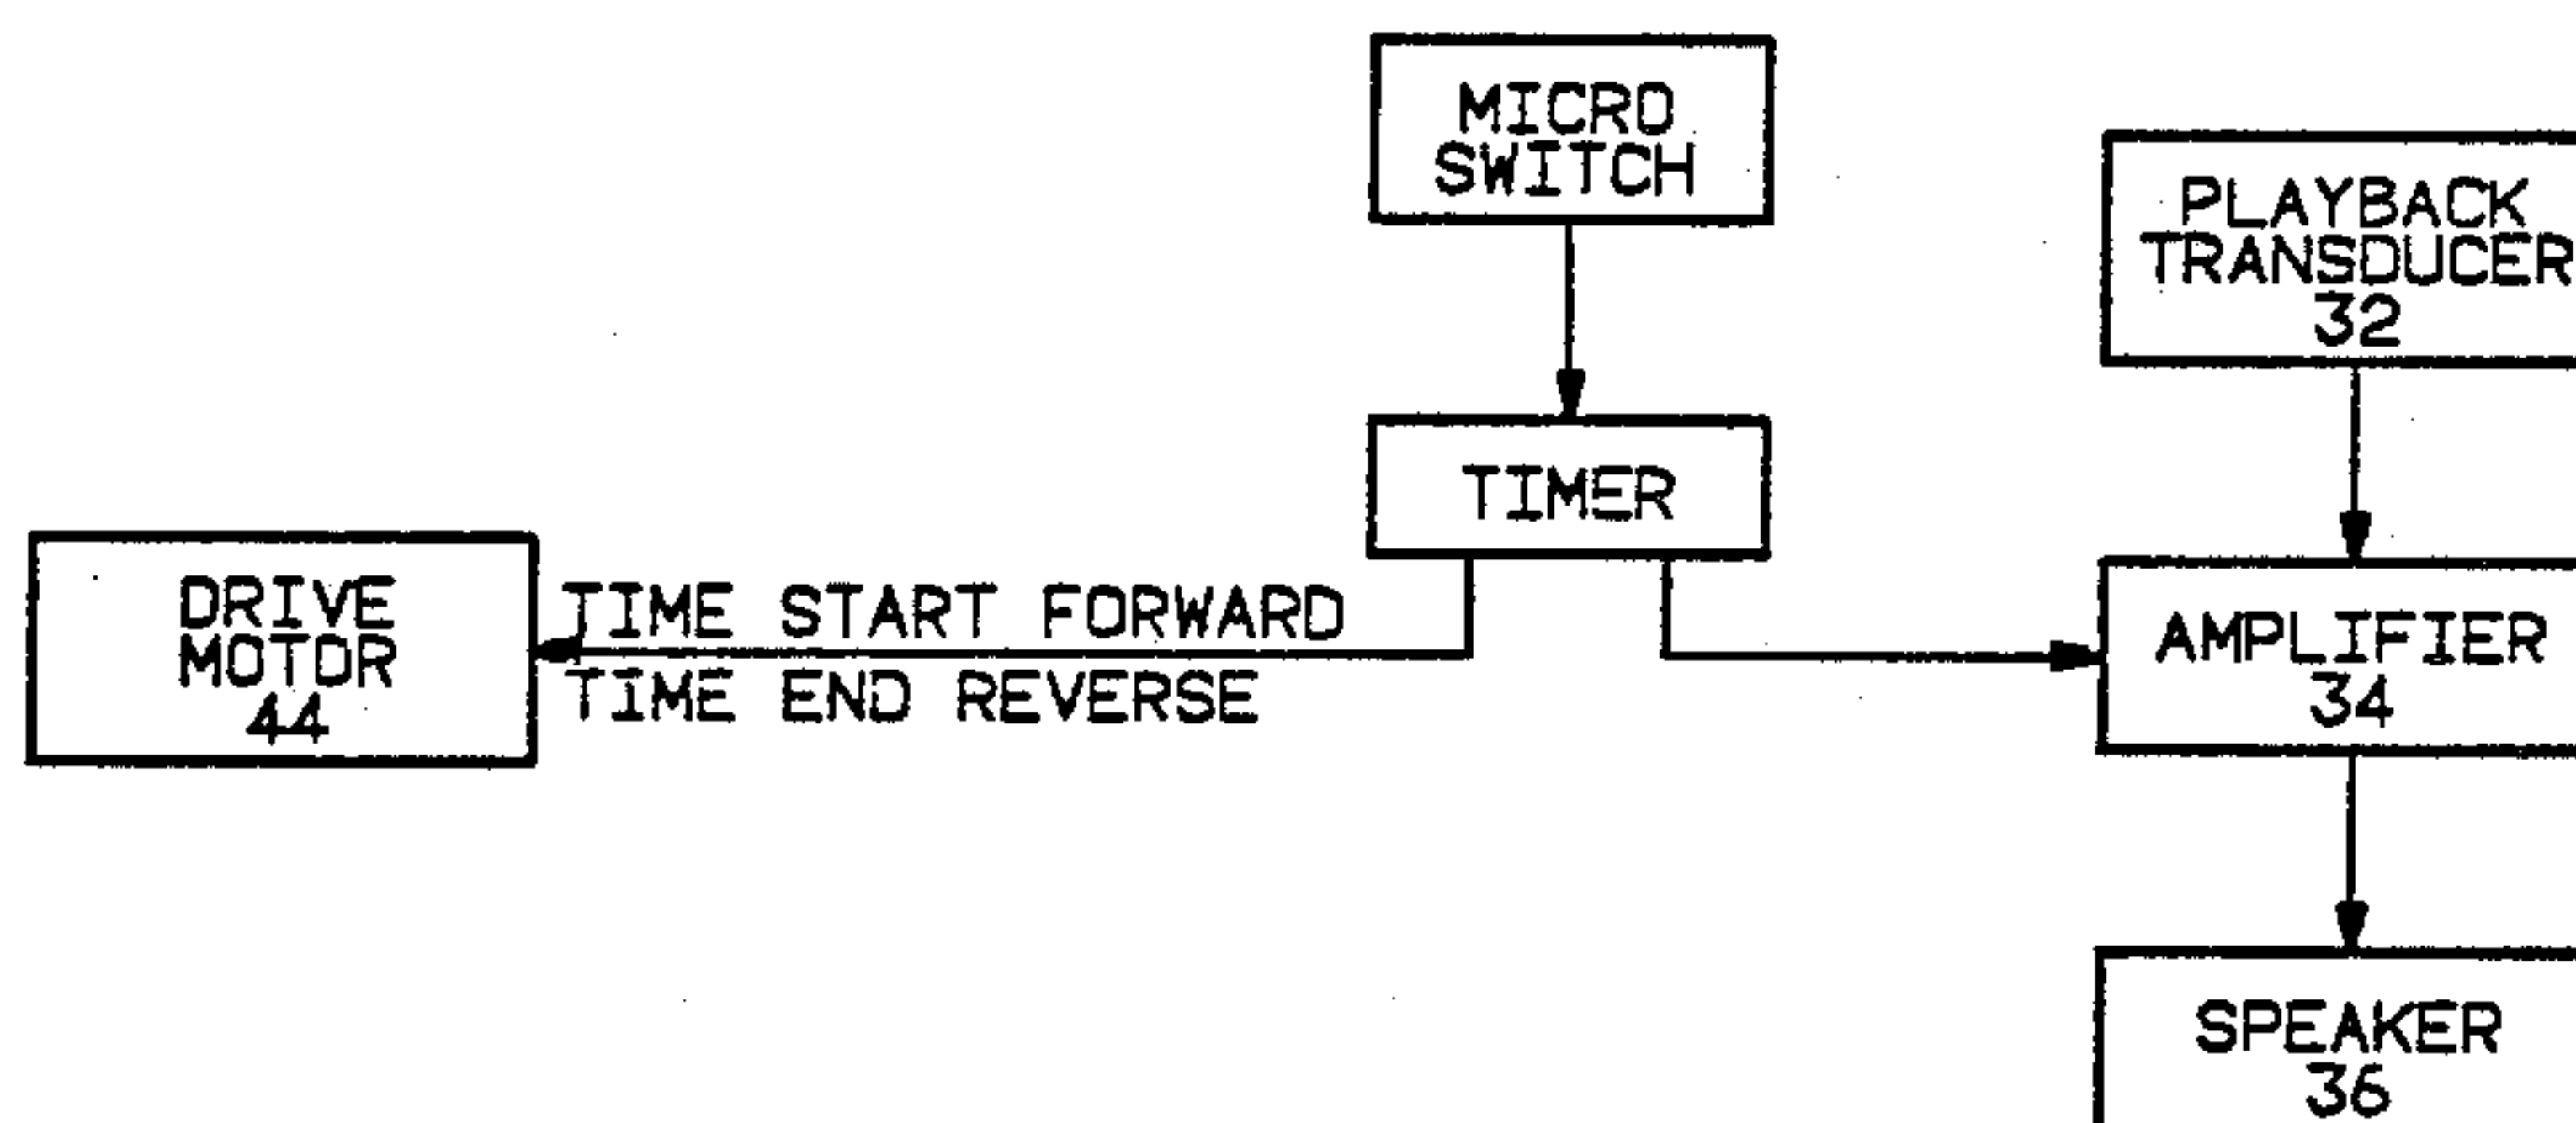 MICRO
SWITCH
PLAYBACK
TRANSDUCER
32
TIMER
DRIVE
MOTOR
44
TIME START FORWARD
TIME END REVERSE
AMPLIFIER
34
SPEAKER
36